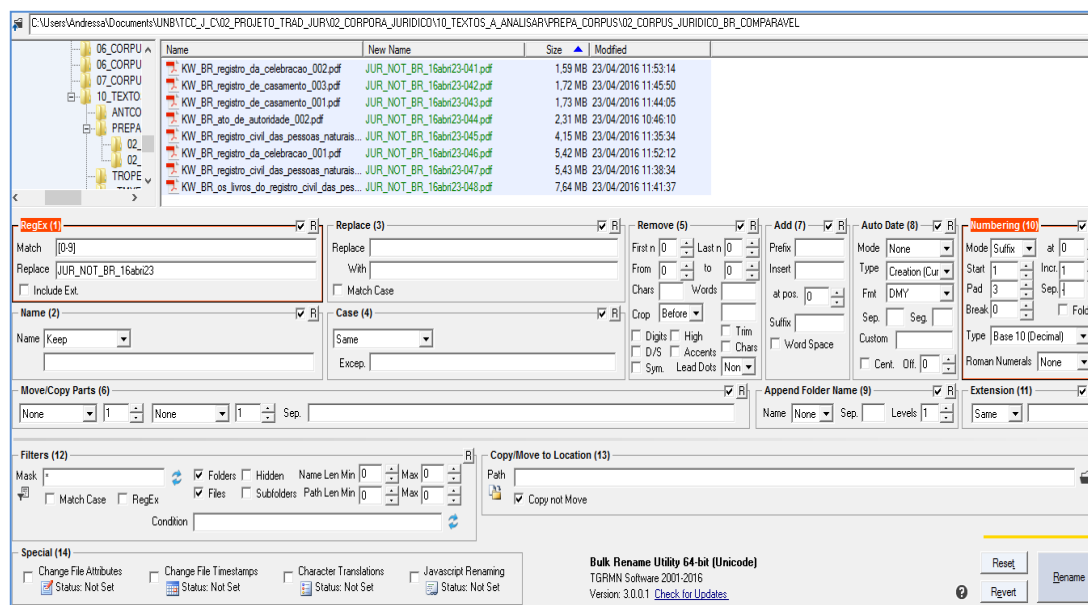 C:\Users\Andressa\Documents\UNB\TCC_J_C\02_PROJETO_TRAD_JUR\02_CORPORA_JURIDICO\10_TEXTOS_A_ANALISAR\PREPA_CORPUS\02_CORPUS_JURIDICO_BR_COMPARAVEL
06_CORPU
06_CORPU
07_CORPU
10_TEXTO
ANTCO
PREPA
02_
02_
TROPE
Name New Name Size Modified
KW_BR_registro_da_celebracao_002.pdf JUR_NOT_BR_16abri23-041.pdf 1,59 MB 23/04/2016 11:53:14
KW_BR_registro_de_casamento_003.pdf JUR_NOT_BR_16abri23-042.pdf 1,72 MB 23/04/2016 11:45:50
KW_BR_registro_de_casamento_001.pdf JUR_NOT_BR_16abri23-043.pdf 1,73 MB 23/04/2016 11:44:05
KW_BR_ato_de_autoridade_002.pdf JUR_NOT_BR_16abri23-044.pdf 2,31 MB 23/04/2016 10:46:10
KW_BR_registro_civil_das_pessoas_naturais... JUR_NOT_BR_16abri23-045.pdf 4,15 MB 23/04/2016 11:35:34
KW_BR_registro_da_celebracao_001.pdf JUR_NOT_BR_16abri23-046.pdf 5,42 MB 23/04/2016 11:52:12
KW_BR_registro_civil_das_pessoas_naturais... JUR_NOT_BR_16abri23-047.pdf 5,43 MB 23/04/2016 11:38:34
KW_BR_os_livros_do_registro_civil_das_pes... JUR_NOT_BR_16abri23-048.pdf 7,64 MB 23/04/2016 11:41:37
RegEx (1) R
Match [0-9]
Replace JUR_NOT_BR_16abri23
Include Ext.
Name (2) R
Name Keep
Replace (3) R
Replace
With
Match Case
Case (4) R
Same
Excep.
Remove (5) R
First n 0 Last n 0
From 0 to 0
Chars Words
Crop Before
Digits High Trim
D/S Accents Chars
Sym. Lead Dots Non
Add (7) R
Prefix
Insert
at pos. 0
Suffix
Word Space
Auto Date (8) R
Mode None
Type Creation (Cur
Fmt DMY
Sep. Seg.
Custom
Cent. Off. 0
Numbering (10)
Mode Suffix at 0
Start 1 Incr. 1
Pad 3 Sep. -
Break 0 Fold
Type Base 10 (Decimal)
Roman Numerals None
Move/Copy Parts (6) R
None 1 None 1 Sep.
Append Folder Name (9) R
Name None Sep. Levels 1
Extension (11)
Same
Filters (12) R
Mask * Folders Hidden Name Len Min 0 Max 0
Match Case RegEx Files Subfolders Path Len Min 0 Max 0
Condition
Copy/Move to Location (13)
Path
Copy not Move
Special (14)
Change File Attributes Change File Timestamps Character Translations Javascript Renaming
Status: Not Set Status: Not Set Status: Not Set Status: Not Set
Bulk Rename Utility 64-bit (Unicode)
TGRMN Software 2001-2016
Version: 3.0.0.1 Check for Updates
Reset
Revert
Rename